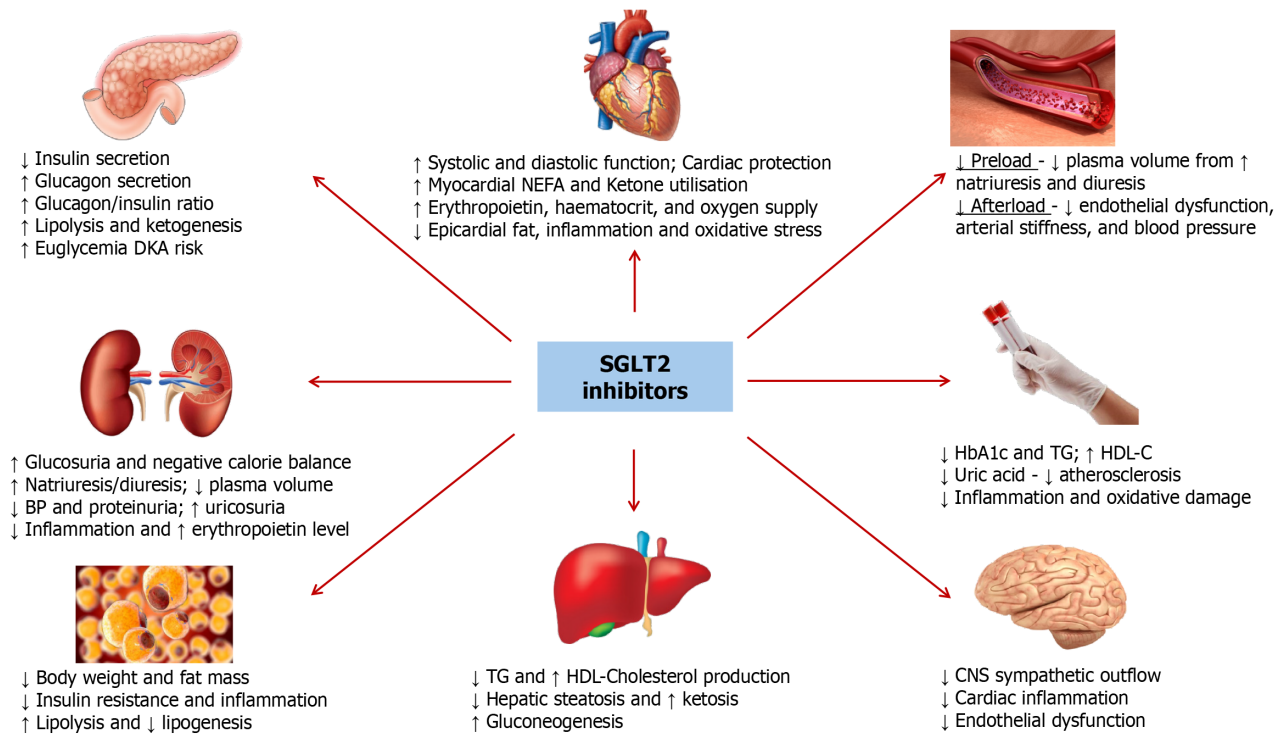 ↓ Insulin secretion
↑ Glucagon secretion
↑ Glucagon/insulin ratio
↑ Lipolysis and ketogenesis
↑ Euglycemia DKA risk
↑ Systolic and diastolic function; Cardiac protection
↑ Myocardial NEFA and Ketone utilisation
↑ Erythropoietin, haematocrit, and oxygen supply
↓ Epicardial fat, inflammation and oxidative stress
↓ Preload - ↓ plasma volume from ↑
natriuresis and diuresis
↓ Afterload - ↓ endothelial dysfunction,
arterial stiffness, and blood pressure
SGLT2
inhibitors
↑ Glucosuria and negative calorie balance
↑ Natriuresis/diuresis; ↓ plasma volume
↓ BP and proteinuria; ↑ uricosuria
↓ Inflammation and ↑ erythropoietin level
↓ HbA1c and TG; ↑ HDL-C
↓ Uric acid - ↓ atherosclerosis
↓ Inflammation and oxidative damage
↓ Body weight and fat mass
↓ Insulin resistance and inflammation
↑ Lipolysis and ↓ lipogenesis
↓ TG and ↑ HDL-Cholesterol production
↓ Hepatic steatosis and ↑ ketosis
↑ Gluconeogenesis
↓ CNS sympathetic outflow
↓ Cardiac inflammation
↓ Endothelial dysfunction